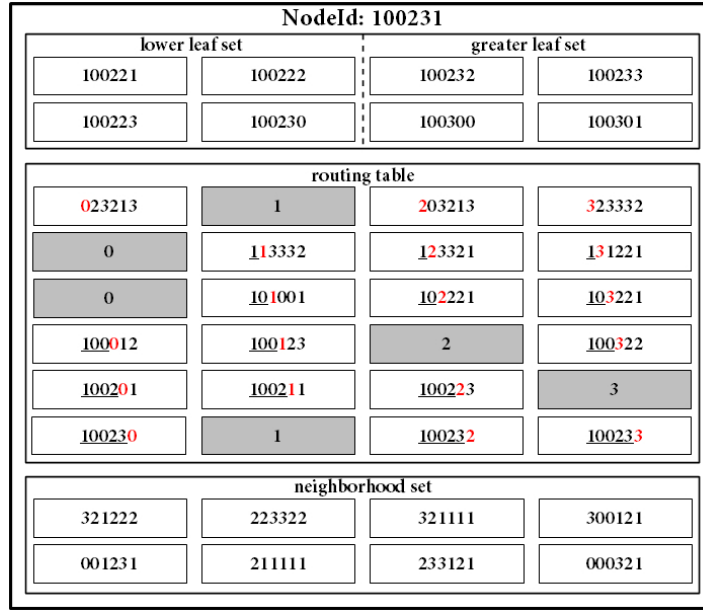 NodeId: 100231
lower leaf set greater leaf set
100221 100222 100232 100233
100223 100230 100300 100301
routing table
023213 1 203213 323332
0 113332 123321 131221
0 101001 102221 103221
100012 100123 2 100322
100201 100211 100223 3
100230 1 100232 100233
neighborhood set
321222 223322 321111 300121
001231 211111 233121 000321